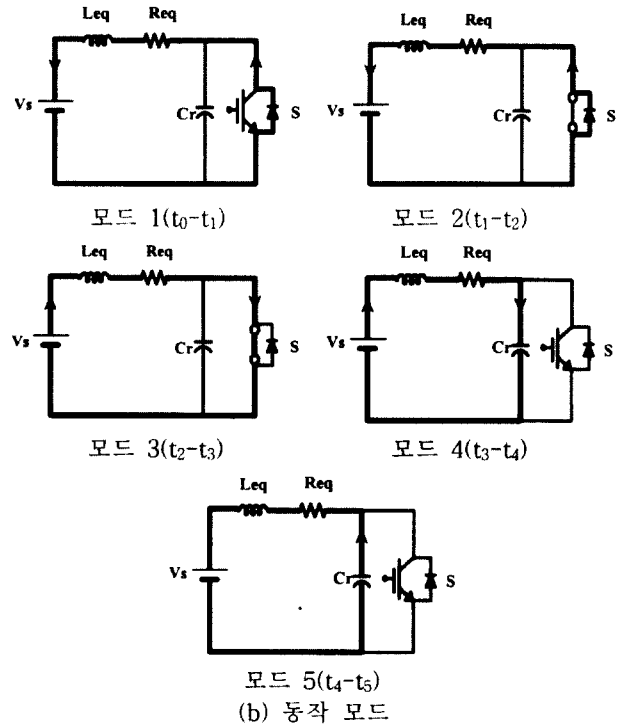 Leq Req Leq Req
Vs Cr S Vs Cr S
모드 1(t₀-t₁) 모드 2(t₁-t₂)
Leq Req Leq Req
Vs Cr S Vs Cr S
모드 3(t₂-t₃) 모드 4(t₃-t₄)
Leq Req
Vs Cr S
모드 5(t₄-t₅)
(b) 동작 모드